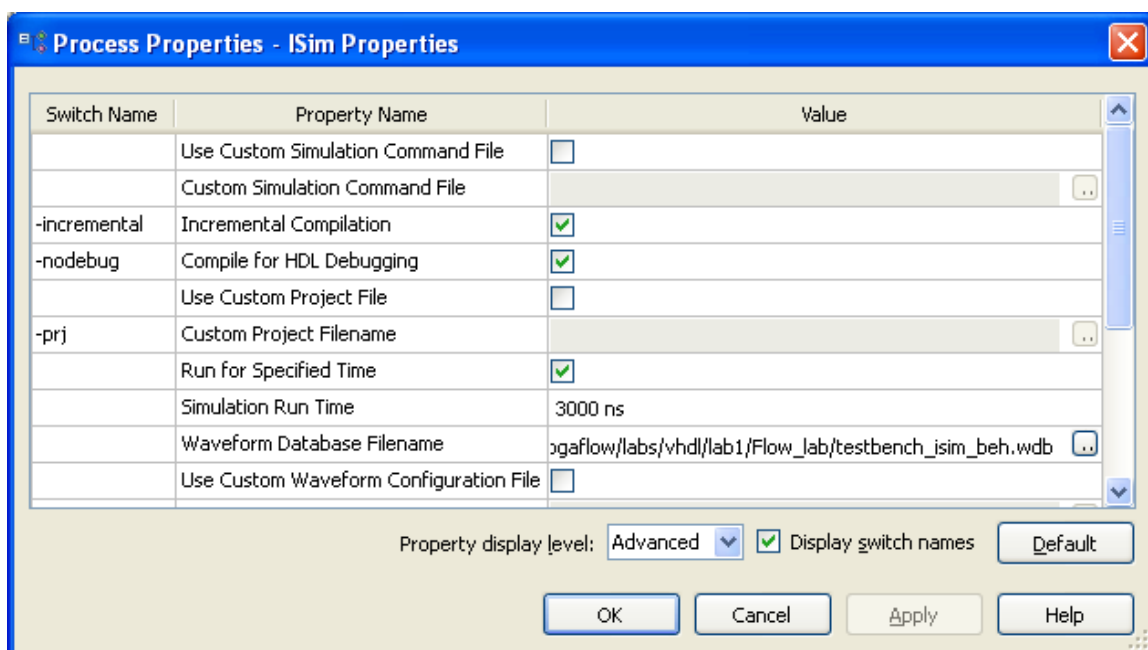 Process Properties - ISim Properties
Switch Name Property Name Value
Use Custom Simulation Command File
Custom Simulation Command File ..
-incremental Incremental Compilation
-nodebug Compile for HDL Debugging
Use Custom Project File
-prj Custom Project Filename ..
Run for Specified Time
Simulation Run Time 3000 ns
Waveform Database Filename ogaflow/labs/vhdl/lab1/Flow_lab/testbench_isim_beh.wdb ..
Use Custom Waveform Configuration File
Property display level: Advanced Display switch names Default
OK Cancel Apply Help